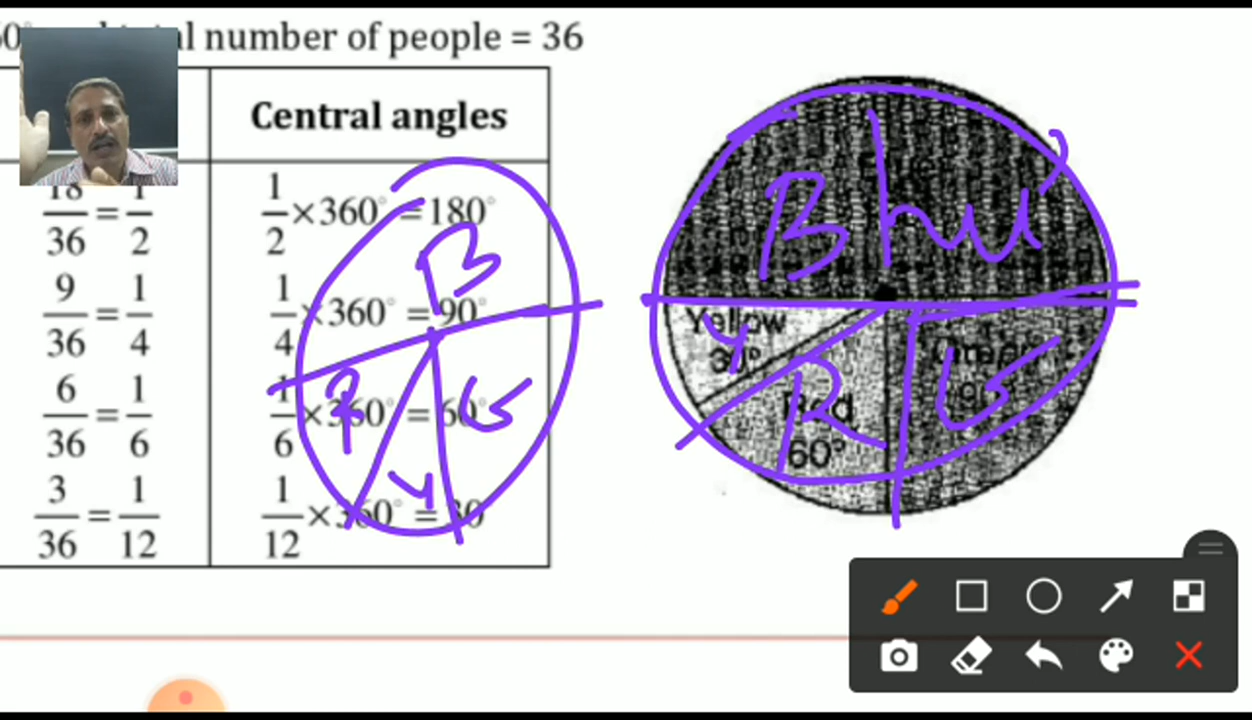 number of people = 36
Central angles
18/36 = 1/2
1/2 × 360° = 180°
9/36 = 1/4
1/4 × 360° = 90°
6/36 = 1/6
1/6 × 360° = 60°
3/36 = 1/12
1/12 × 360° =
B
G
Y
B
Yellow
30°
Y
Red
60°
R
Green
G